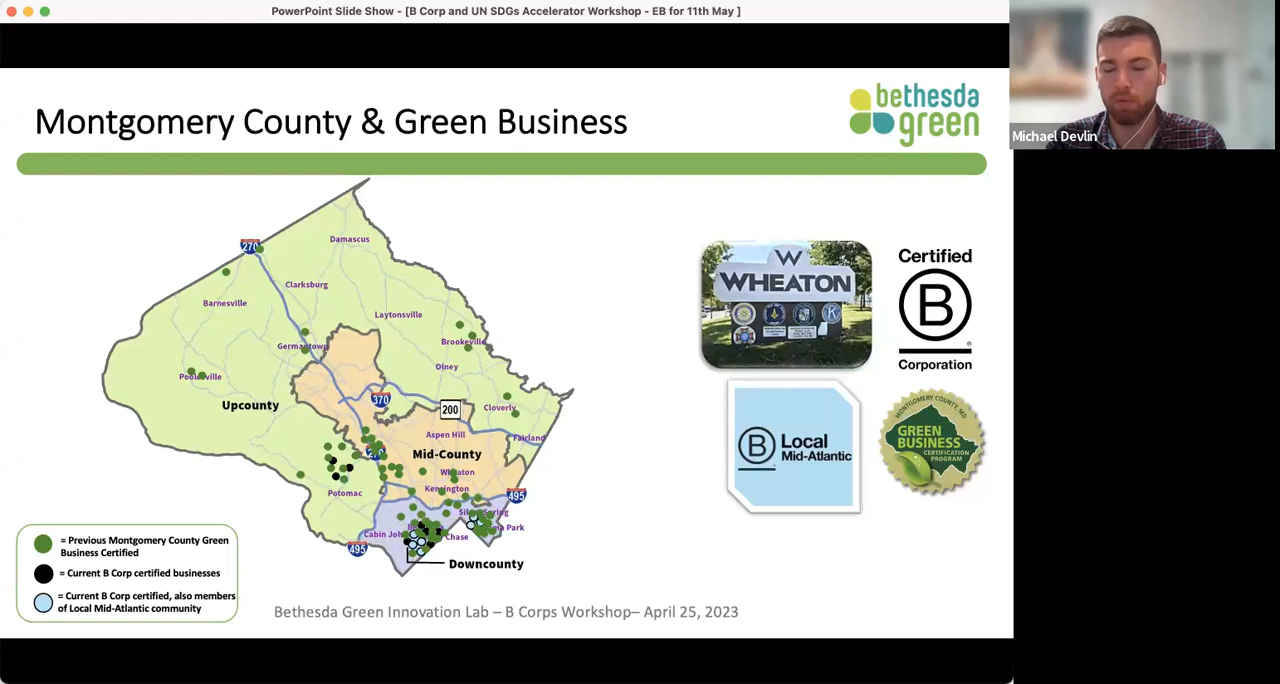 PowerPoint Slide Show - [B Corp and UN SDGs Accelerator Workshop - EB for 11th May ]
Michael Devlin
Montgomery County & Green Business
bethesda
green
270
Damascus
Clarksburg
Barnesville
Laytonsville
Germantown
Brookeville
Olney
Poolesville
370
Upcounty
200
Cloverly
Aspen Hill
Fairland
Mid-County
Wheaton
Potomac
Kensington
495
Cabin John
Chase
495
Downcounty
W
WHEATON
Certified
B
Corporation
B
Local
Mid-Atlantic
MONTGOMERY COUNTY, MD
GREEN
BUSINESS
CERTIFICATION
PROGRAM
= Previous Montgomery County Green
Business Certified
= Current B Corp certified businesses
= Current B Corp certified, also members
of Local Mid-Atlantic community
Bethesda Green Innovation Lab – B Corps Workshop– April 25, 2023